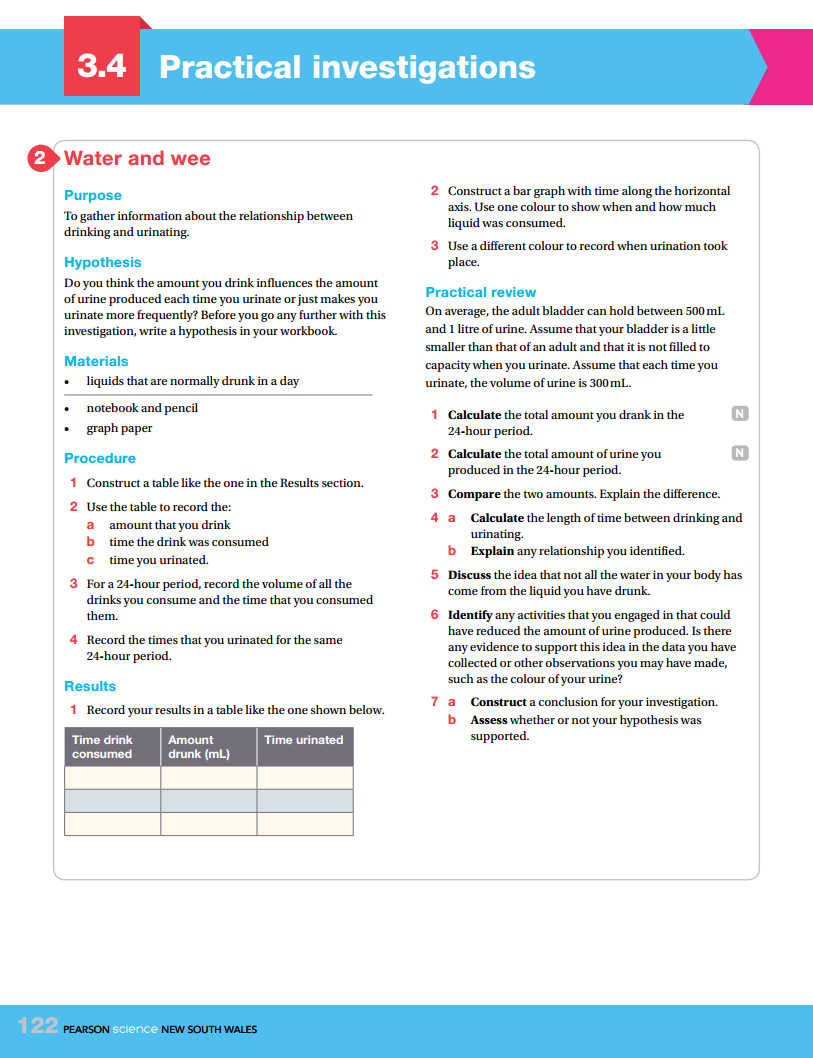 3.4
Practical investigations
2
Water and wee
Purpose
To gather information about the relationship between
drinking and urinating.
Hypothesis
Do you think the amount you drink influences the amount
of urine produced each time you urinate or just makes you
urinate more frequently? Before you go any further with this
investigation, write a hypothesis in your workbook.
Materials
• liquids that are normally drunk in a day
• notebook and pencil
• graph paper
Procedure
1 Construct a table like the one in the Results section.
2 Use the table to record the:
a amount that you drink
b time the drink was consumed
c time you urinated.
3 For a 24-hour period, record the volume of all the
drinks you consume and the time that you consumed
them.
4 Record the times that you urinated for the same
24-hour period.
Results
1 Record your results in a table like the one shown below.
Time drink
consumed
Amount
drunk (mL)
Time urinated
2 Construct a bar graph with time along the horizontal
axis. Use one colour to show when and how much
liquid was consumed.
3 Use a different colour to record when urination took
place.
Practical review
On average, the adult bladder can hold between 500 mL
and 1 litre of urine. Assume that your bladder is a little
smaller than that of an adult and that it is not filled to
capacity when you urinate. Assume that each time you
urinate, the volume of urine is 300 mL.
1 Calculate the total amount you drank in the N
24-hour period.
2 Calculate the total amount of urine you N
produced in the 24-hour period.
3 Compare the two amounts. Explain the difference.
4 a Calculate the length of time between drinking and
urinating.
b Explain any relationship you identified.
5 Discuss the idea that not all the water in your body has
come from the liquid you have drunk.
6 Identify any activities that you engaged in that could
have reduced the amount of urine produced. Is there
any evidence to support this idea in the data you have
collected or other observations you may have made,
such as the colour of your urine?
7 a Construct a conclusion for your investigation.
b Assess whether or not your hypothesis was
supported.
122 PEARSON science NEW SOUTH WALES